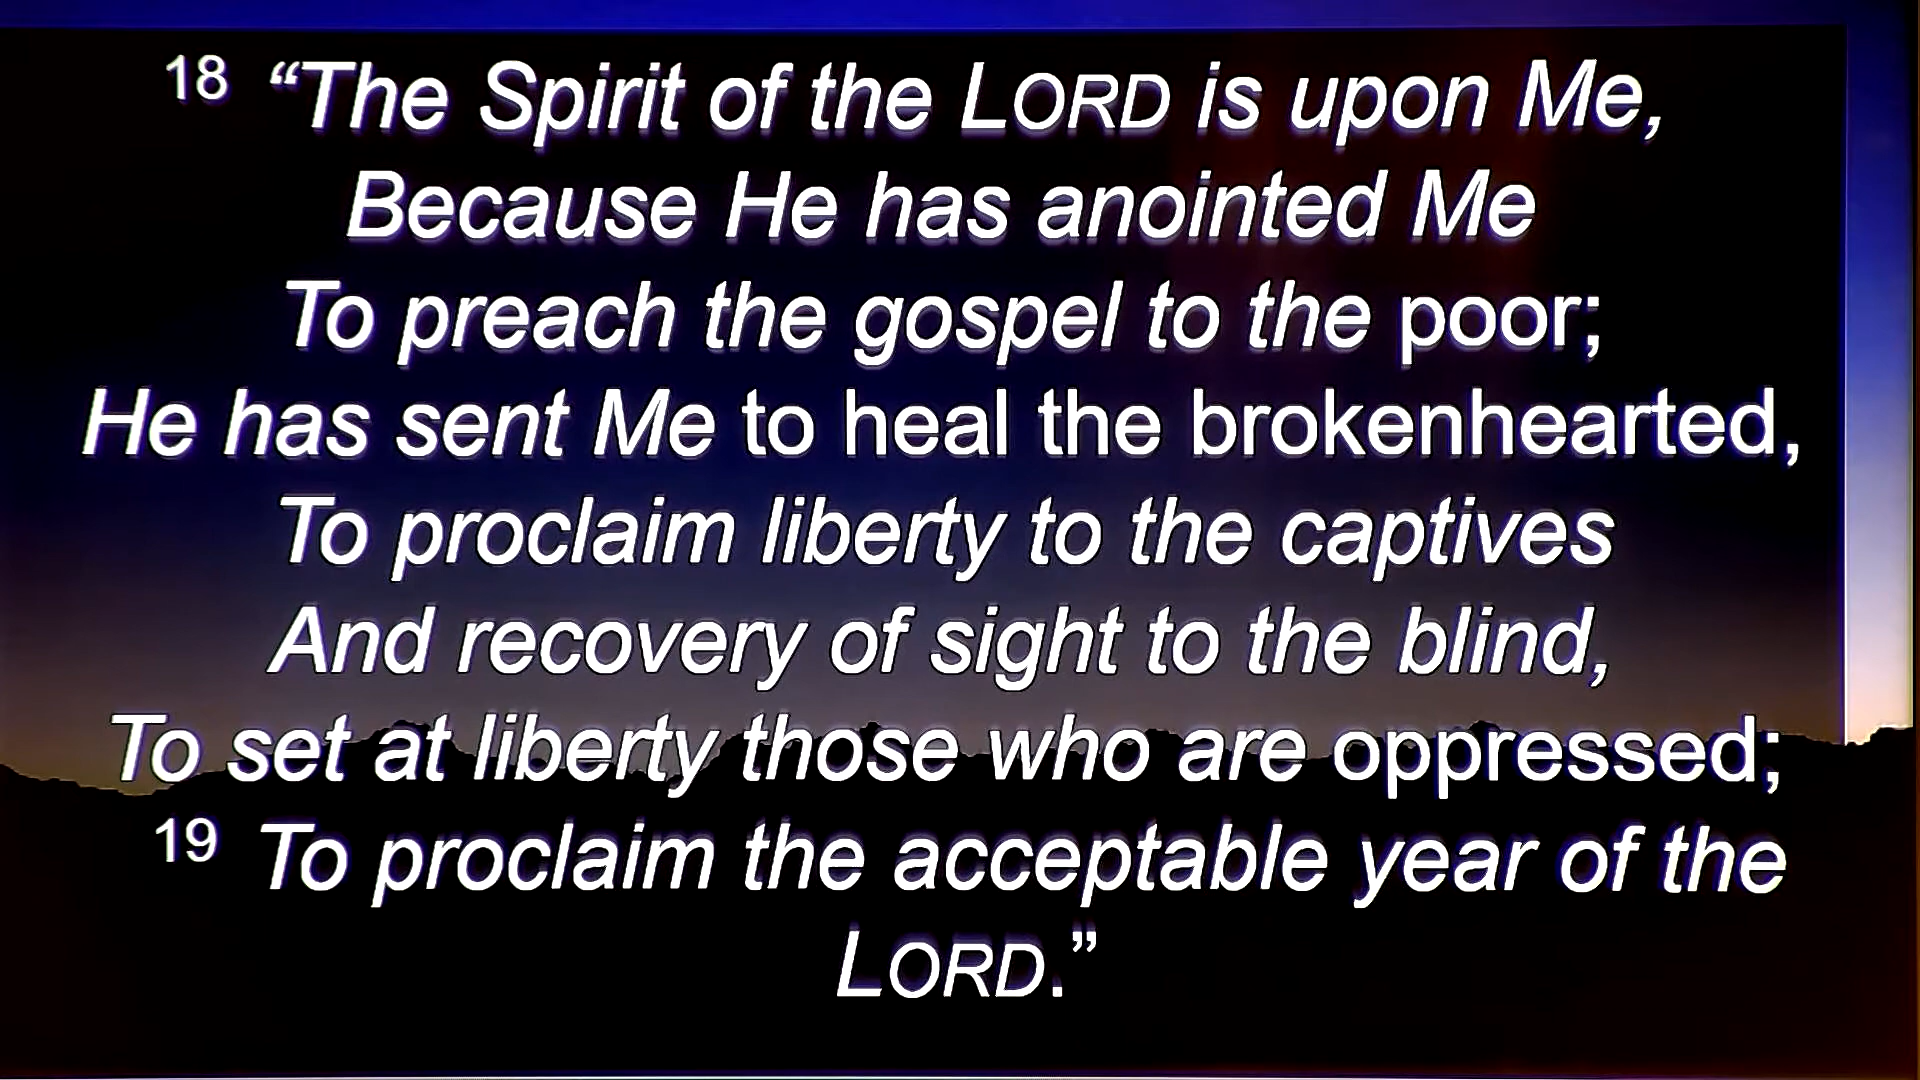 18 “The Spirit of the LORD is upon Me,
Because He has anointed Me
To preach the gospel to the poor;
He has sent Me to heal the brokenhearted,
To proclaim liberty to the captives
And recovery of sight to the blind,
To set at liberty those who are oppressed;
19 To proclaim the acceptable year of the
LORD.”